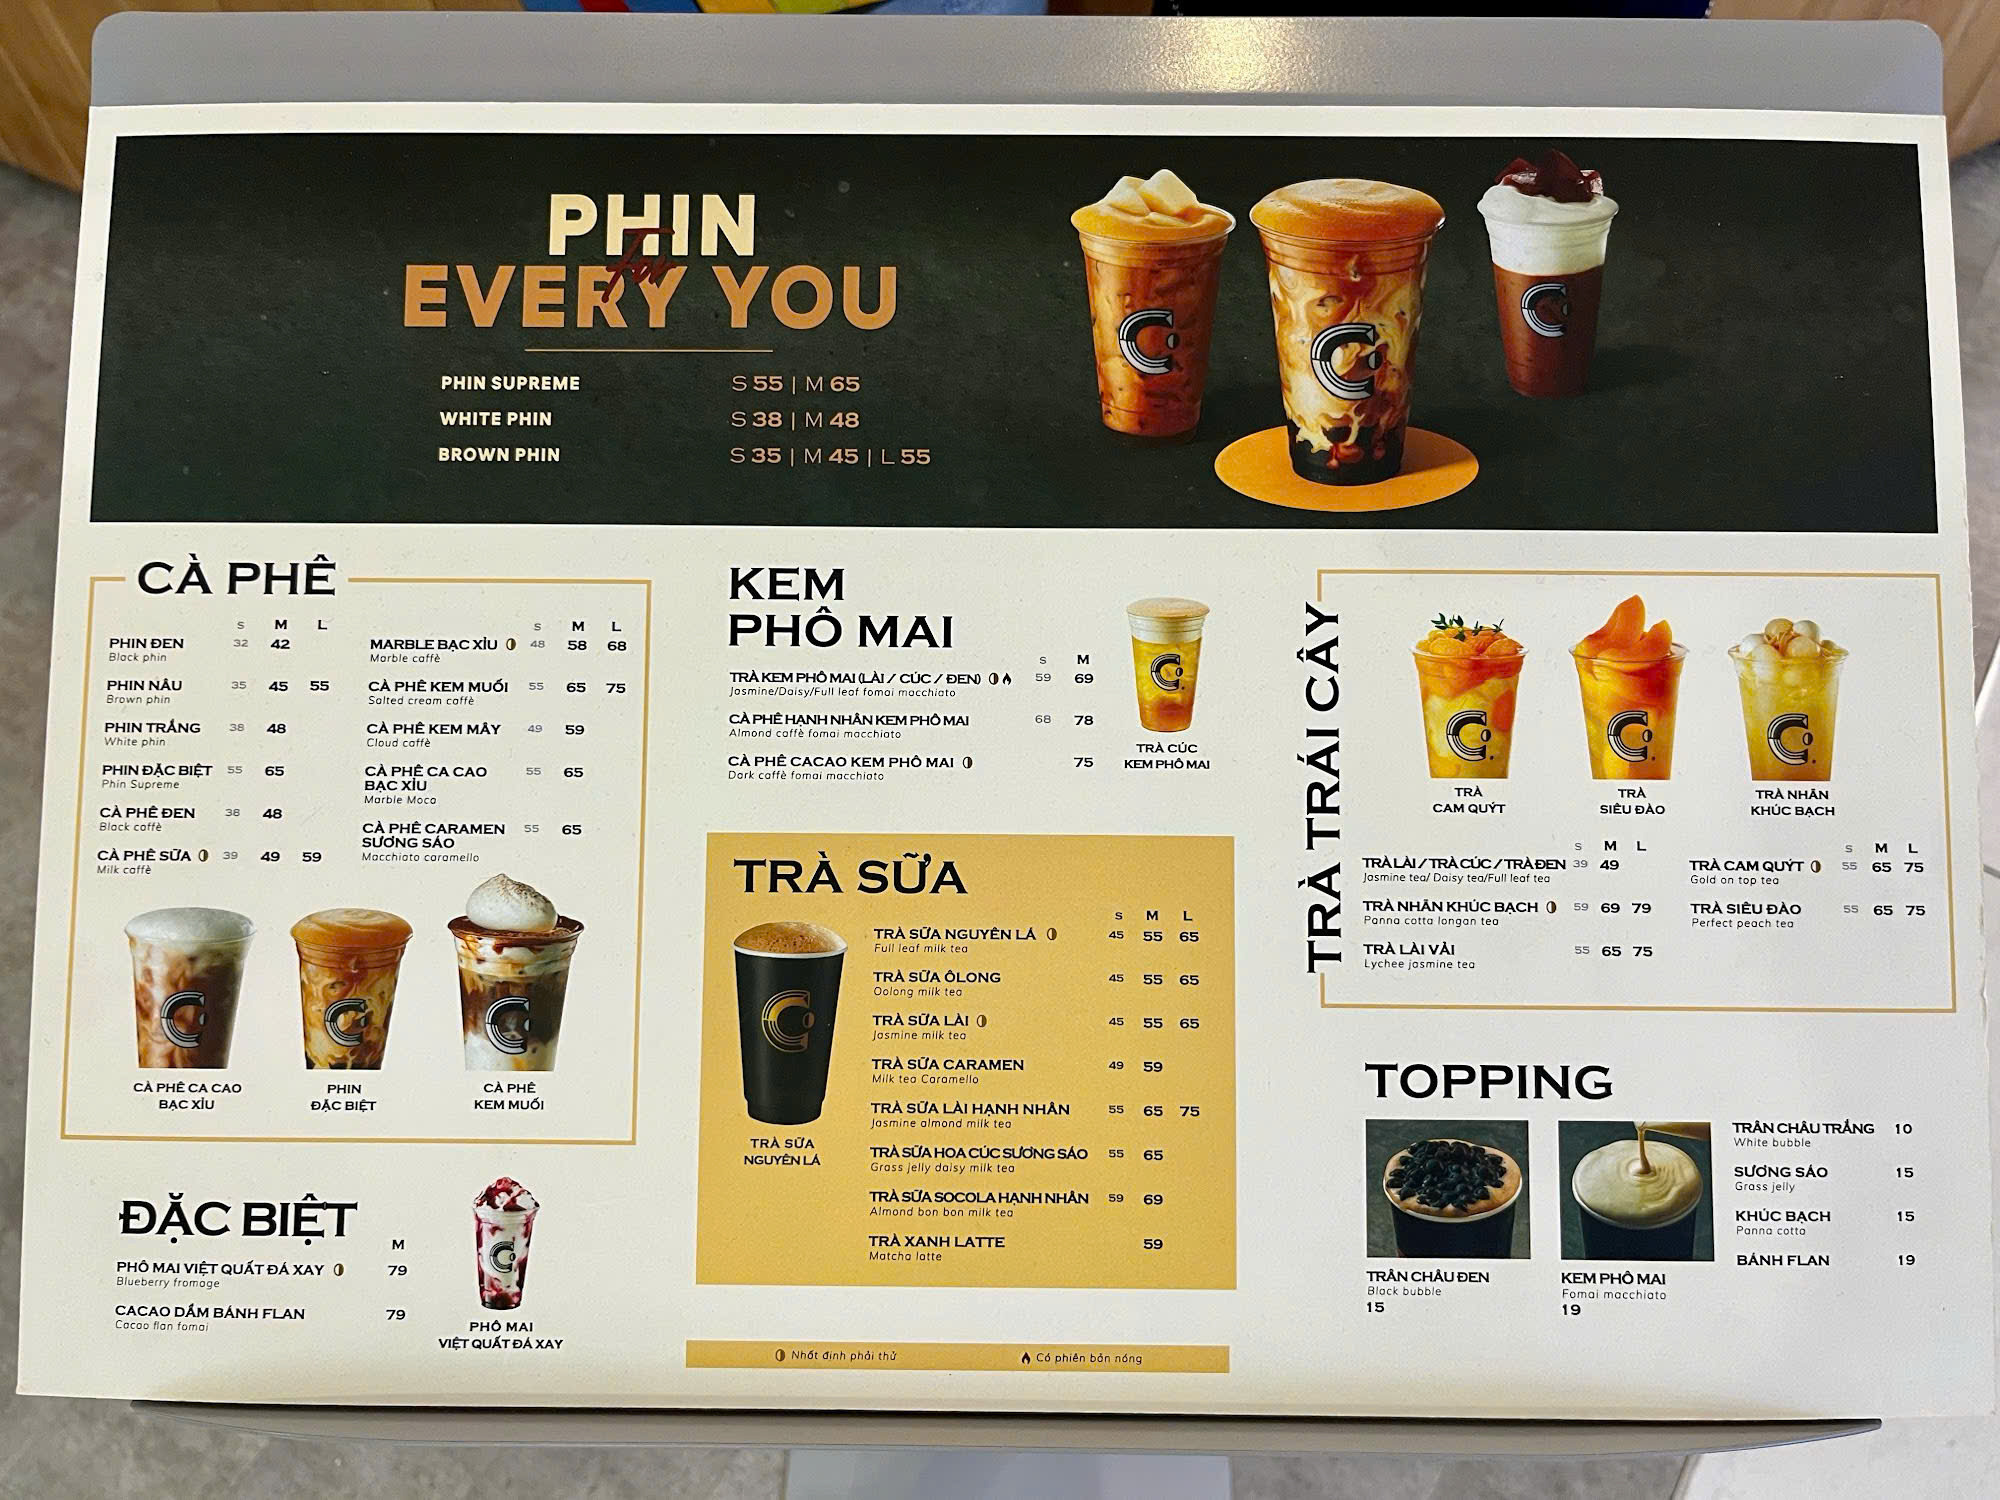 PHIN
For
EVERY YOU
PHIN SUPREME S 55 | M 65
WHITE PHIN S 38 | M 48
BROWN PHIN S 35 | M 45 | L 55
CÀ PHÊ
S M L
PHIN ĐEN 32 42
Black phin
PHIN NÂU 35 45 55
Brown phin
PHIN TRẮNG 38 48
White phin
PHIN ĐẶC BIỆT 55 65
Phin Supreme
CÀ PHÊ ĐEN 38 48
Black caffè
CÀ PHÊ SỮA 39 49 59
Milk caffè
S M L
MARBLE BẠC XỈU 48 58 68
Marble caffè
CÀ PHÊ KEM MUỐI 55 65 75
Salted cream caffè
CÀ PHÊ KEM MÂY 49 59
Cloud caffè
CÀ PHÊ CA CAO 55 65
BẠC XỈU
Marble Moca
CÀ PHÊ CARAMEN 55 65
SƯƠNG SÁO
Macchiato caramello
CÀ PHÊ CA CAO
BẠC XỈU
PHIN
ĐẶC BIỆT
CÀ PHÊ
KEM MUỐI
ĐẶC BIỆT
M
PHÔ MAI VIỆT QUẤT ĐÁ XAY 79
Blueberry fromage
CACAO DẦM BÁNH FLAN 79
Cacao flan fomai
PHÔ MAI
VIỆT QUẤT ĐÁ XAY
KEM
PHÔ MAI
S M
TRÀ KEM PHÔ MAI (LÀI / CÚC / ĐEN) 59 69
Jasmine/Daisy/Full leaf fomai macchiato
CÀ PHÊ HẠNH NHÂN KEM PHÔ MAI 68 78
Almond caffè fomai macchiato
CÀ PHÊ CACAO KEM PHÔ MAI 75
Dark caffè fomai macchiato
TRÀ CÚC
KEM PHÔ MAI
TRÀ SỮA
S M L
TRÀ SỮA NGUYÊN LÁ 45 55 65
Full leaf milk tea
TRÀ SỮA ÔLONG 45 55 65
Oolong milk tea
TRÀ SỮA LÀI 45 55 65
Jasmine milk tea
TRÀ SỮA CARAMEN 49 59
Milk tea Caramello
TRÀ SỮA LÀI HẠNH NHÂN 55 65 75
Jasmine almond milk tea
TRÀ SỮA HOA CÚC SƯƠNG SÁO 55 65
Grass jelly daisy milk tea
TRÀ SỮA SOCOLA HẠNH NHÂN 59 69
Almond bon bon milk tea
TRÀ XANH LATTE 59
Matcha latte
TRÀ SỮA
NGUYÊN LÁ
Nhất định phải thử
Có phiên bản nóng
TRÀ TRÁI CÂY
TRÀ
CAM QUÝT
TRÀ
SIÊU ĐÀO
TRÀ NHÃN
KHÚC BẠCH
S M L
TRÀ LÀI / TRÀ CÚC / TRÀ ĐEN 39 49
Jasmine tea/ Daisy tea/Full leaf tea
TRÀ NHÃN KHÚC BẠCH 59 69 79
Panna cotta longan tea
TRÀ LÀI VẢI 55 65 75
Lychee jasmine tea
S M L
TRÀ CAM QUÝT 55 65 75
Gold on top tea
TRÀ SIÊU ĐÀO 55 65 75
Perfect peach tea
TOPPING
TRÂN CHÂU ĐEN
Black bubble
15
KEM PHÔ MAI
Fomai macchiato
19
TRÂN CHÂU TRẮNG 10
White bubble
SƯƠNG SÁO 15
Grass jelly
KHÚC BẠCH 15
Panna cotta
BÁNH FLAN 19